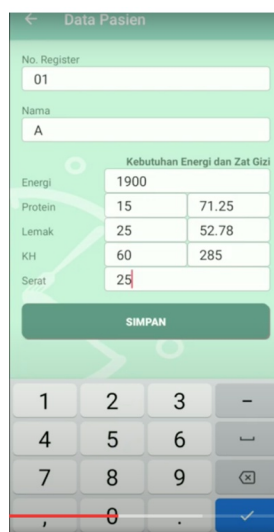 ← Data Pasien
No. Register
01
Nama
A
Kebutuhan Energi dan Zat Gizi
Energi 1900
Protein 15 71.25
Lemak 25 52.78
KH 60 285
Serat 25
SIMPAN
1 2 3 -
4 5 6
7 8 9
, 0 .